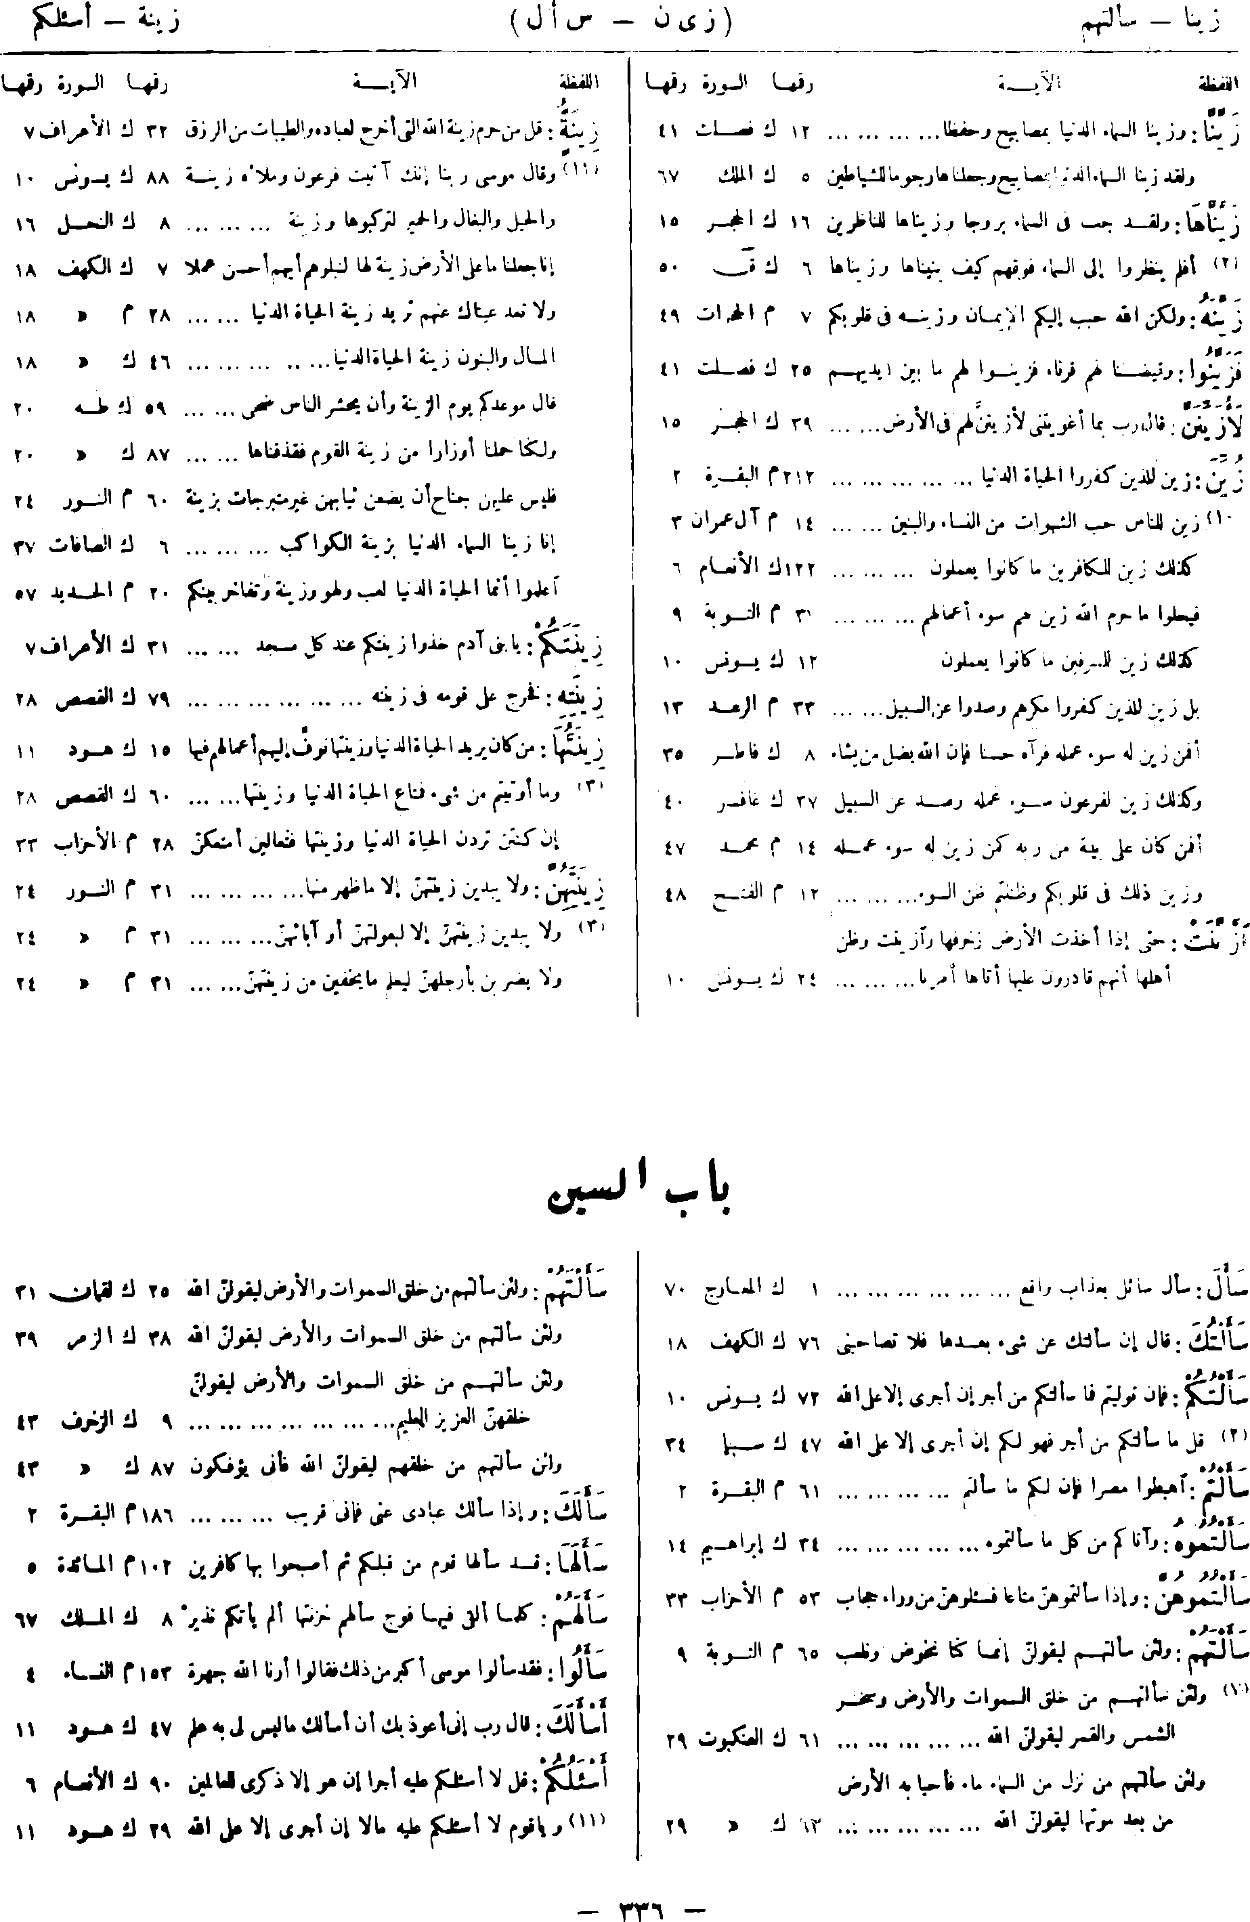 زينا – سألتهم (زى ن – س أل) زينة – أسئلكم
اللفظة الآيــة رقها السورة رقها
زَيَّنَّا : وزينا السماء الدنيا بمصابيح وحفظا... ... ... ... ١٢ ك فصلت ٤١
ولقد زينا السماء الدنيا بمصابيح وجعلناها رجوما للشياطين ٥ ك الملك ٦٧
زَيَّنَّاهَا : ولقد جعلنا فى السماء بروجا وزيناها للناظرين ١٦ ك الحجر ١٥
(٢) أفلم ينظروا إلى السماء فوقهم كيف بنيناها وزيناها ٦ ك قۤ ٥٠
زَيَّنَهُ : ولكن الله حبب إليكم الإيمان وزينه فى قلوبكم ٧ م الحجرات ٤٩
فَزَيَّنُوا : وقيضنا لهم قرناء فزينوا لهم ما بين أيديهم ٢٥ ك فصلت ٤١
لَأُزَيِّنَنَّ : قال رب بما أغويتنى لأزيننّ لهم فى الأرض... ... ٣٩ ك الحجر ١٥
زُيِّنَ : زين للذين كفروا الحياة الدنيا ... ... ... ... ... ٢١٢ م البقرة ٢
(١٠) زين للناس حب الشهوات من النساء والبنين ... ... ١٤ م آل عمران ٣
كذلك زين للكافرين ما كانوا يعملون ... ... ... ١٢٢ ك الأنعام ٦
فيحلوا ما حرم الله زين لهم سوء أعمالهم ... ... ... ٣٧ م التوبة ٩
كذلك زين للمسرفين ما كانوا يعملون ١٢ ك يونس ١٠
بل زين للذين كفروا مكرهم وصدوا عن السبيل... ... ٣٣ م الرعد ١٣
أفمن زين له سوء عمله فرآه حسنا فإن الله يضل من يشاء ٨ ك فاطر ٣٥
وكذلك زين لفرعون سوء عمله وصد عن السبيل ٣٧ ك غافر ٤٠
أفمن كان على بينة من ربه كمن زين له سوء عمله ١٤ م محمد ٤٧
وزين ذلك فى قلوبكم وظننتم ظن السوء... ... ... ١٢ م الفتح ٤٨
ٱزَّيَّنَتْ : حتى إذا أخذت الأرض زخرفها وآزينت وظن
أهلها أنهم قادرون عليها أتاها أمرنا... ... ... ٢٤ ك يونس ١٠
اللفظة الآيــة رقها السورة رقها
زِينَةَ : قل من حرم زينة الله التى أخرج لعباده والطيبات من الرزق ٣٢ ك الأعراف ٧
(١١) وقال موسى ربنا إنك آتيت فرعون وملأه زينة ٨٨ ك يونس ١٠
والخيل والبغال والحمير لتركبوها وزينة ... ... ... ٨ ك النحل ١٦
إنا جعلنا ما على الأرض زينة لها لنبلوهم أيهم أحسن عملا ٧ ك الكهف ١٨
ولا تعد عيناك عنهم تريد زينة الحياة الدنيا ... ... ٢٨ م « ١٨
المال والبنون زينة الحياة الدنيا... .. ... ... ... ٤٦ ك « ١٨
قال موعدكم يوم الزينة وأن يحشر الناس ضحى ... ... ٥٩ ك طه ٢٠
ولكنا حملنا أوزارا من زينة القوم فقذفناها ... ... ٨٧ ك « ٢٠
فليس عليهن جناح أن يضعن ثيابهن غير متبرجات بزينة ٦٠ م النور ٢٤
إنا زينا السماء الدنيا بزينة الكواكب ... ... ... ٦ ك الصافات ٣٧
آعلموا أنما الحياة الدنيا لعب ولهو وزينة وتفاخر بينكم ٢٠ م الحديد ٥٧
زِينَتَكُمْ : يا بنى آدم خذوا زينتكم عند كل مسجد ... ... ٣١ ك الأعراف ٧
زِينَتِهِ : فخرج على قومه فى زينته ... ... ... ... ... ... ٧٩ ك القصص ٢٨
زِينَتُهَا : من كان يريد الحياة الدنيا وزينتها نوفّ إليهم أعمالهم فيها ١٥ ك هود ١١
(٣) وما أوتيتم من شىء فمتاع الحياة الدنيا وزينتها... ... ٦٠ ك القصص ٢٨
إن كنتن تردن الحياة الدنيا وزينتها فتعالين أمتعكنّ ٢٨ م الأحزاب ٣٣
زِينَتَهُنَّ : ولا يبدين زينتهنّ إلا ما ظهر منها... ... ... ... ٣١ م النور ٢٤
(٣) ولا يبدين زينتهنّ إلا لبعولتهنّ أو آبائهنّ... ... ... ٣١ م « ٢٤
ولا يضربن بأرجلهنّ ليعلم ما يخفين من زينتهنّ... ... ٣١ م « ٢٤
باب السين
سَأَلَ : سأل سائل بعذاب واقع ... ... ... ... ... ... ١ ك المعارج ٧٠
سَأَلْتُكَ : قال إن سألتك عن شىء بعدها فلا تصاحبنى ٧٦ ك الكهف ١٨
سَأَلْتُكُمْ : فإن توليتم فما سألتكم من أجر إن أجرى إلا على الله ٧٢ ك يونس ١٠
(٢) قل ما سألتكم من أجر فهو لكم إن أجرى إلا على الله ٤٧ ك سبإ ٣٤
سَأَلْتُمْ : آهبطوا مصرا فإن لكم ما سألتم ... ... ... ... ٦١ م البقرة ٢
سَأَلْتُمُوهُ : وآتاكم من كل ما سألتموه ... ... ... ... ... ٣٤ ك إبراهيم ١٤
سَأَلْتُمُوهُنَّ : وإذا سألتموهنّ متاعا فسئلوهنّ من وراء حجاب ٥٣ م الأحزاب ٣٣
سَأَلْتَهُمْ : ولئن سألتهم ليقولنّ إنما كنا نخوض ونلعب ٦٥ م التوبة ٩
(٧) ولئن سألتهم من خلق السموات والأرض وسخر
الشمس والقمر ليقولنّ الله ... ... ... ... ... ٦١ ك العنكبوت ٢٩
ولئن سألتهم من نزل من السماء ماء فأحيا به الأرض
من بعد موتها ليقولنّ الله ... ... ... ... ... ٦٣ ك « ٢٩
سَأَلْتَهُمْ : ولئن سألتهم من خلق السموات والأرض ليقولنّ الله ٢٥ ك لقمان ٣١
ولئن سألتهم من خلق السموات والأرض ليقولنّ الله ٣٨ ك الزمر ٣٩
ولئن سألتهم من خلق السموات والأرض ليقولنّ
خلقهنّ العزيز العليم... ... ... ... ... ... ... ٩ ك الزخرف ٤٣
ولئن سألتهم من خلقهم ليقولنّ الله فأنى يؤفكون ٨٧ ك « ٤٣
سَأَلَكَ : وإذا سألك عبادى عنى فإنى قريب ... ... ... ١٨٦ م البقرة ٢
سَأَلَهَا : قد سألها قوم من قبلكم ثم أصبحوا بها كافرين ١٠٢ م المائدة ٥
سَأَلَهُمْ : كلما ألقى فيها فوج سألهم خزنتها ألم يأتكم نذير ٨ ك الملك ٦٧
سَأَلُوا : فقد سألوا موسى أكبر من ذلك فقالوا أرنا الله جهرة ١٥٣ م النساء ٤
أَسْأَلَكَ : قال رب إنى أعوذ بك أن أسألك ما ليس لى به علم ٤٧ ك هود ١١
أَسْئَلُكُمْ : قل لا أسئلكم عليه أجرا إن هو إلا ذكرى للعالمين ٩٠ ك الأنعام ٦
(١١) وياقوم لا أسئلكم عليه مالا إن أجرى إلا على الله ٢٩ ك هود ١١
– ٣٣٦ –